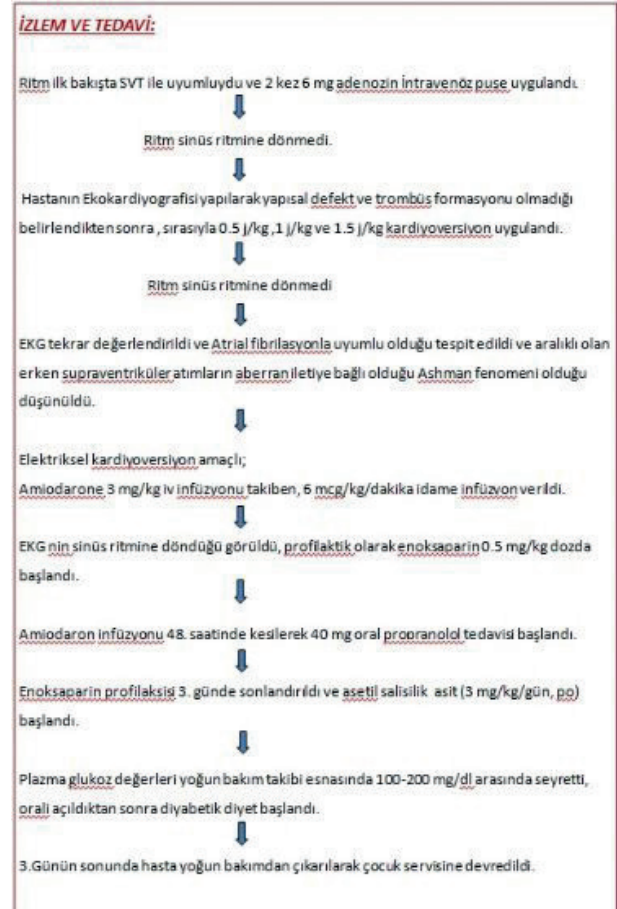 İZLEM VE TEDAVİ:
Ritm ilk bakışta SVT ile uyumluydu ve 2 kez 6 mg adenozin İntravenöz puşe uygulandı.
Ritm sinüs ritmine dönmedi.
Hastanın Ekokardiyografisi yapılarak yapısal defekt ve trombüs formasyonu olmadığı
belirlendikten sonra , sırasıyla 0.5 j/kg ,1 j/kg ve 1.5 j/kg kardiyoversiyon uygulandı.
Ritm sinüs ritmine dönmedi
EKG tekrar değerlendirildi ve Atrial fibrilasyonla uyumlu olduğu tespit edildi ve aralıklı olan
erken supraventriküler atımların aberran iletiye bağlı olduğu Ashman fenomeni olduğu
düşünüldü.
Elektriksel kardiyoversiyon amaçlı;
Amiodarone 3 mg/kg iv infüzyonu takiben, 6 mcg/kg/dakika idame infüzyon verildi.
EKG nin sinüs ritmine döndüğü görüldü, profilaktik olarak enoksaparin 0.5 mg/kg dozda
başlandı.
Amiodaron infüzyonu 48. saatinde kesilerek 40 mg oral propranolol tedavisi başlandı.
Enoksaparin profilaksisi 3. günde sonlandırıldı ve asetil salisilik asit (3 mg/kg/gün, po)
başlandı.
Plazma glukoz değerleri yoğun bakım takibi esnasında 100-200 mg/dl arasında seyretti,
orali açıldıktan sonra diyabetik diyet başlandı.
3.Günün sonunda hasta yoğun bakımdan çıkarılarak çocuk servisine devredildi.